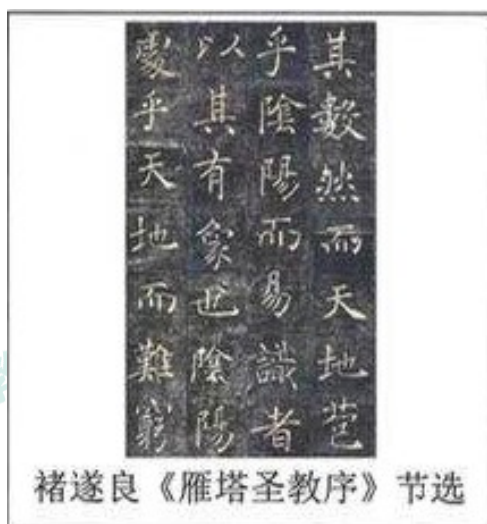 其數然而天地苞
乎陰陽而易識者
以其有象也陰陽
處乎天地而難窮
褚遂良《雁塔圣教序》节选